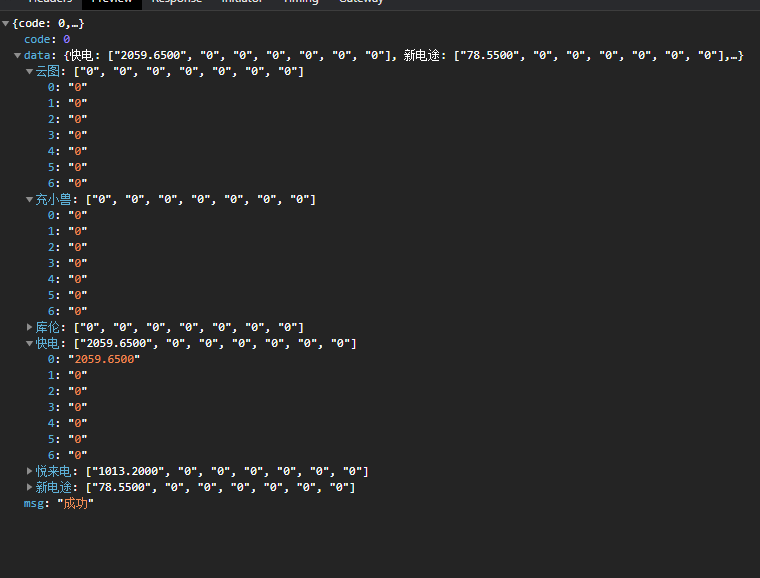 Headers Preview Response Initiator Timing Gateway
{code: 0,…}
code: 0
data: {快电: ["2059.6500", "0", "0", "0", "0", "0", "0"], 新电途: ["78.5500", "0", "0", "0", "0", "0", "0"],…}
云图: ["0", "0", "0", "0", "0", "0", "0"]
0: "0"
1: "0"
2: "0"
3: "0"
4: "0"
5: "0"
6: "0"
充小兽: ["0", "0", "0", "0", "0", "0", "0"]
0: "0"
1: "0"
2: "0"
3: "0"
4: "0"
5: "0"
6: "0"
库伦: ["0", "0", "0", "0", "0", "0", "0"]
快电: ["2059.6500", "0", "0", "0", "0", "0", "0"]
0: "2059.6500"
1: "0"
2: "0"
3: "0"
4: "0"
5: "0"
6: "0"
悦来电: ["1013.2000", "0", "0", "0", "0", "0", "0"]
新电途: ["78.5500", "0", "0", "0", "0", "0", "0"]
msg: "成功"